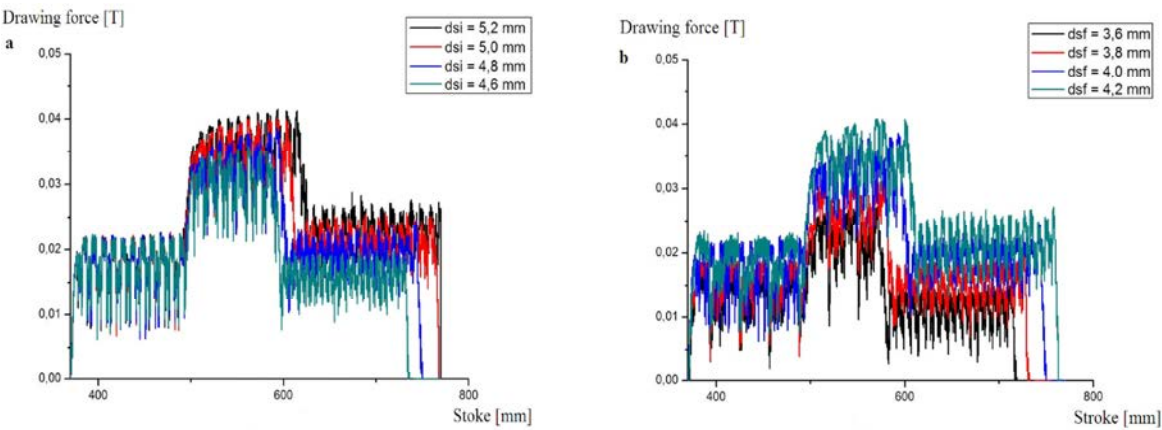 Drawing force [T]
a
dsi = 5,2 mm
dsi = 5,0 mm
dsi = 4,8 mm
dsi = 4,6 mm
0,05
0,04
0,03
0,02
0,01
0,00
400
600
800
Stoke [mm]
Drawing force [T]
b
dsf = 3,6 mm
dsf = 3,8 mm
dsf = 4.0 mm
dsf = 4,2 mm
0,05
0,04
0,03
0,02
0,01
0,00
400
600
800
Stroke [mm]